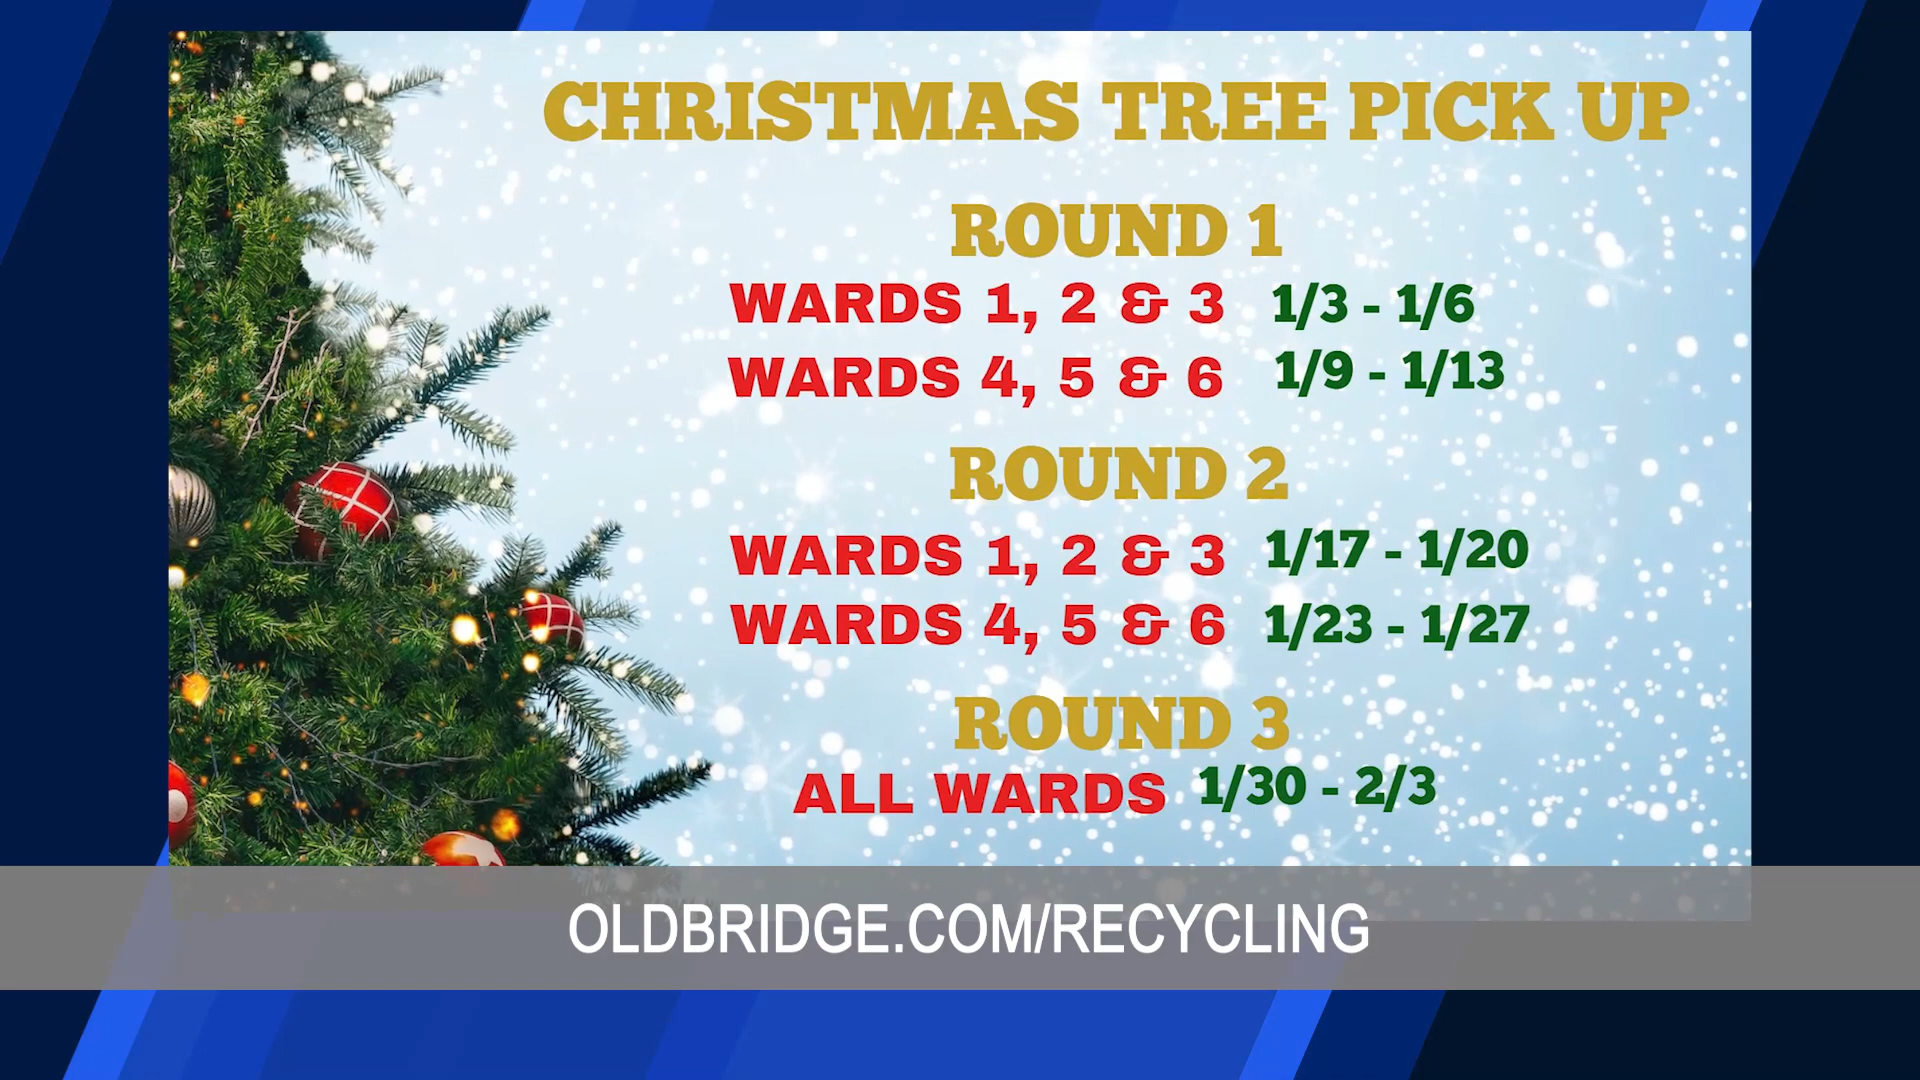 CHRISTMAS TREE PICK UP
ROUND 1
WARDS 1, 2 & 3 1/3 - 1/6
WARDS 4, 5 & 6 1/9 - 1/13
ROUND 2
WARDS 1, 2 & 3 1/17 - 1/20
WARDS 4, 5 & 6 1/23 - 1/27
ROUND 3
ALL WARDS 1/30 - 2/3
OLDBRIDGE.COM/RECYCLING